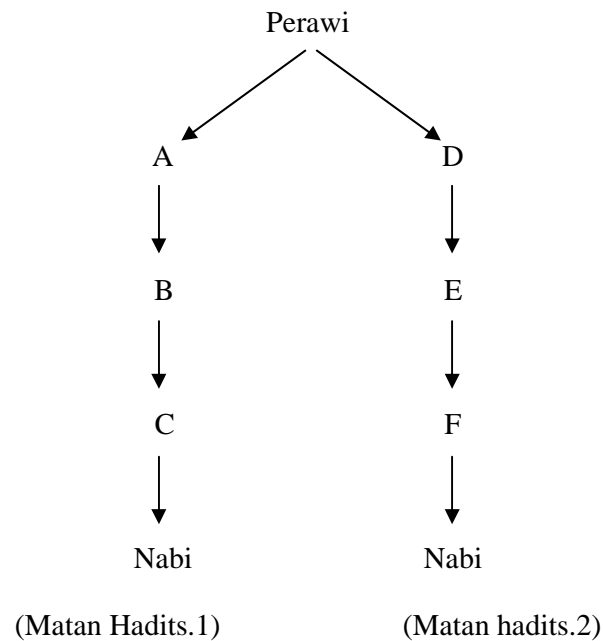 Perawi
A D
B E
C F
Nabi Nabi
(Matan Hadits.1) (Matan hadits.2)